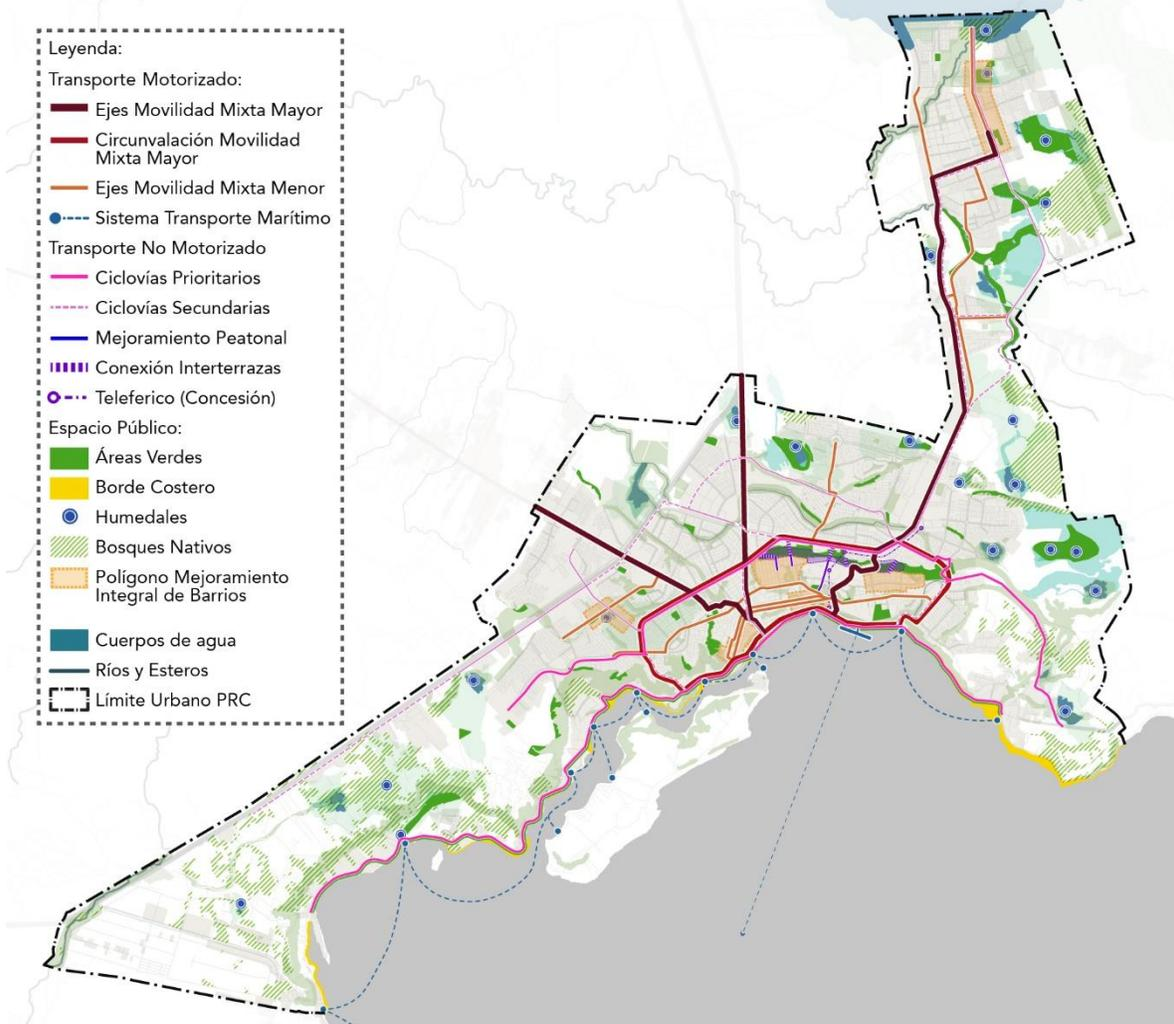 Leyenda:
Transporte Motorizado:
Ejes Movilidad Mixta Mayor
Circunvalación Movilidad
Mixta Mayor
Ejes Movilidad Mixta Menor
Sistema Transporte Marítimo
Transporte No Motorizado
Ciclovías Prioritarios
Ciclovías Secundarias
Mejoramiento Peatonal
Conexión Interterrazas
Teleferico (Concesión)
Espacio Público:
Áreas Verdes
Borde Costero
Humedales
Bosques Nativos
Polígono Mejoramiento
Integral de Barrios
Cuerpos de agua
Ríos y Esteros
Límite Urbano PRC